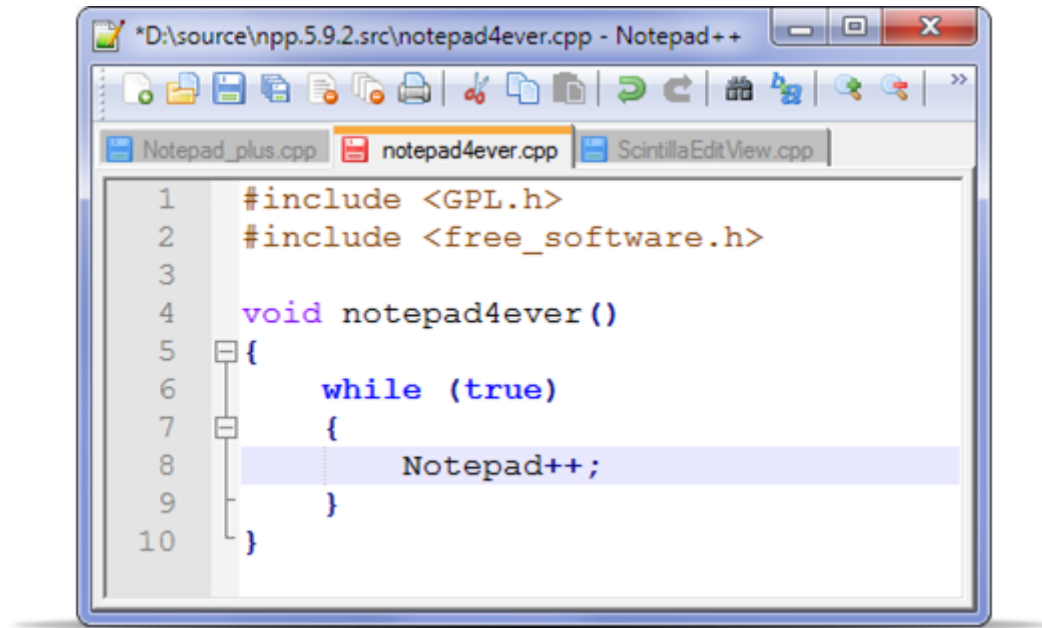 *D:\source\npp.5.9.2.src\notepad4ever.cpp - Notepad++
Notepad_plus.cpp notepad4ever.cpp ScintillaEditView.cpp
1 #include <GPL.h>
2 #include <free_software.h>
3
4 void notepad4ever()
5 {
6 while (true)
7 {
8 Notepad++;
9 }
10 }